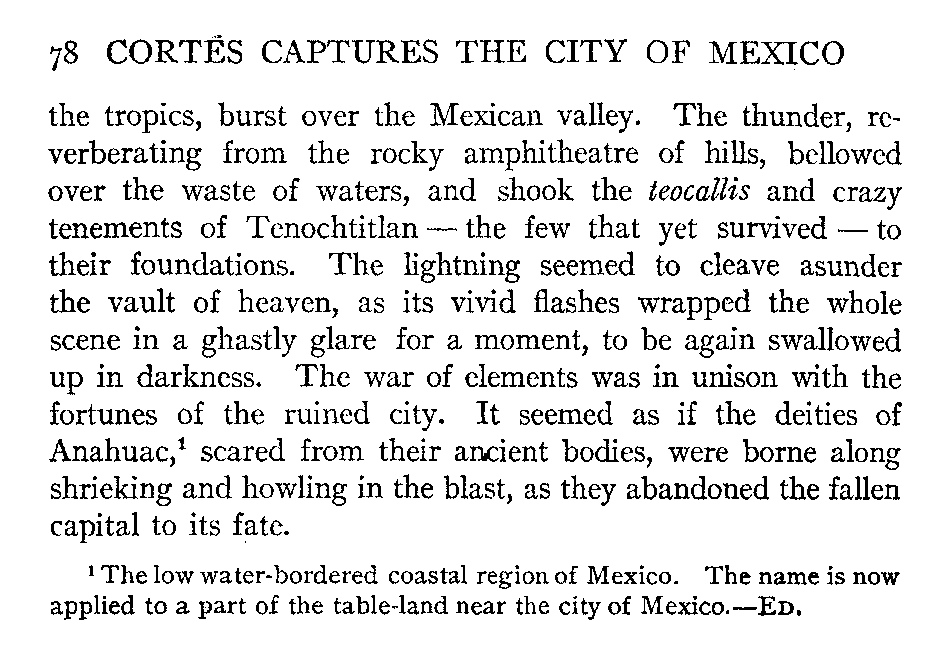 78 CORTÉS CAPTURES THE CITY OF MEXICO
the tropics, burst over the Mexican valley. The thunder, re-
verberating from the rocky amphitheatre of hills, bellowed
over the waste of waters, and shook the teocallis and crazy
tenements of Tenochtitlan — the few that yet survived — to
their foundations. The lightning seemed to cleave asunder
the vault of heaven, as its vivid flashes wrapped the whole
scene in a ghastly glare for a moment, to be again swallowed
up in darkness. The war of elements was in unison with the
fortunes of the ruined city. It seemed as if the deities of
Anahuac,¹ scared from their ancient bodies, were borne along
shrieking and howling in the blast, as they abandoned the fallen
capital to its fate.
¹ The low water-bordered coastal region of Mexico. The name is now
applied to a part of the table-land near the city of Mexico.—ED.